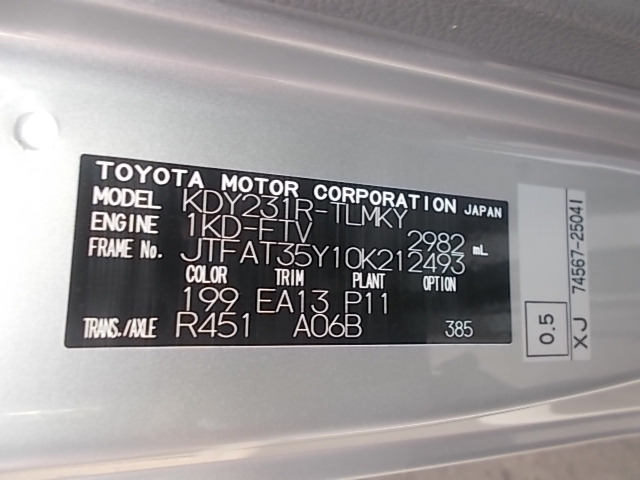 TOYOTA MOTOR CORPORATION JAPAN
MODEL KDY231R-TLMKY
ENGINE 1KD-FTV 2982 mL
FRAME No. JTFAT35Y10K212493
COLOR TRIM PLANT OPTION
199 EA13 P11
TRANS./AXLE R451 A06B 385
74567-25041
0.5 XJ